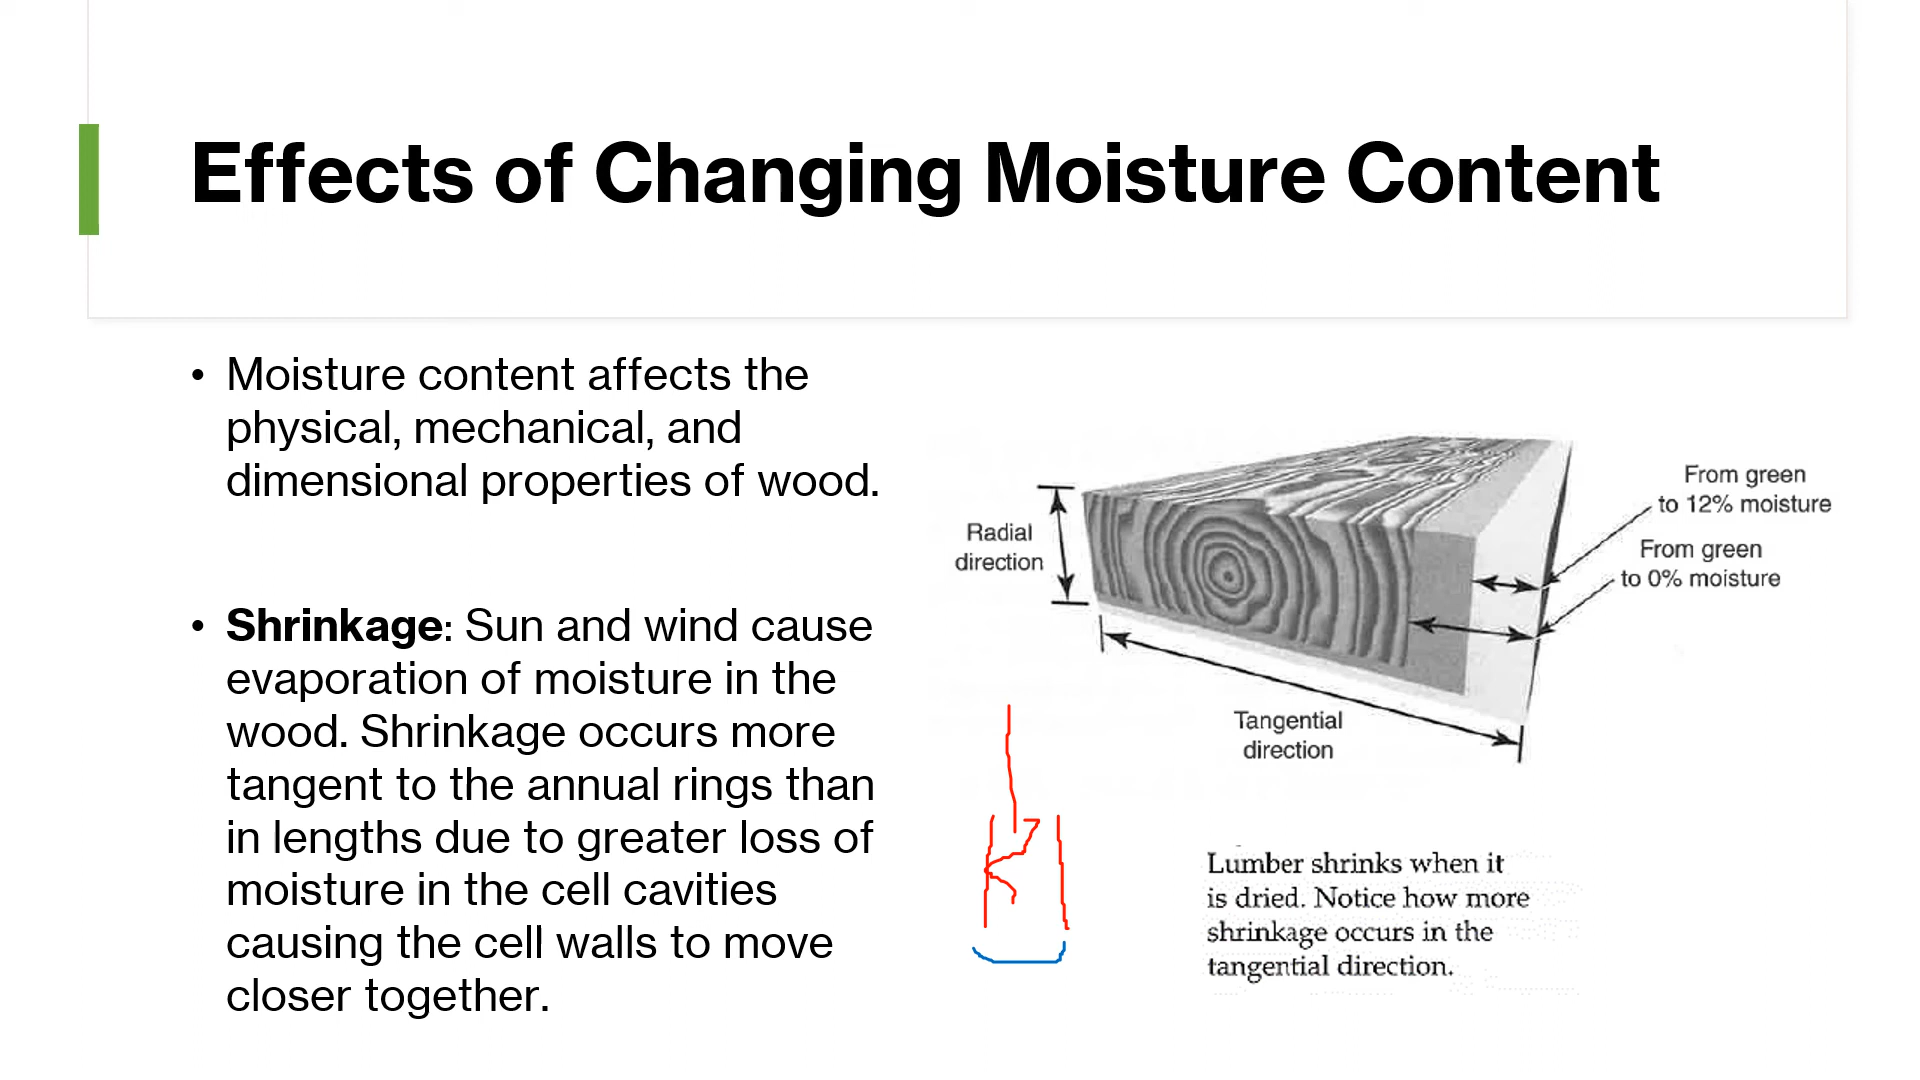 Effects of Changing Moisture Content
• Moisture content affects the
physical, mechanical, and
dimensional properties of wood.
• Shrinkage: Sun and wind cause
evaporation of moisture in the
wood. Shrinkage occurs more
tangent to the annual rings than
in lengths due to greater loss of
moisture in the cell cavities
causing the cell walls to move
closer together.
Radial
direction
From green
to 12% moisture
From green
to 0% moisture
Tangential
direction
Lumber shrinks when it
is dried. Notice how more
shrinkage occurs in the
tangential direction.